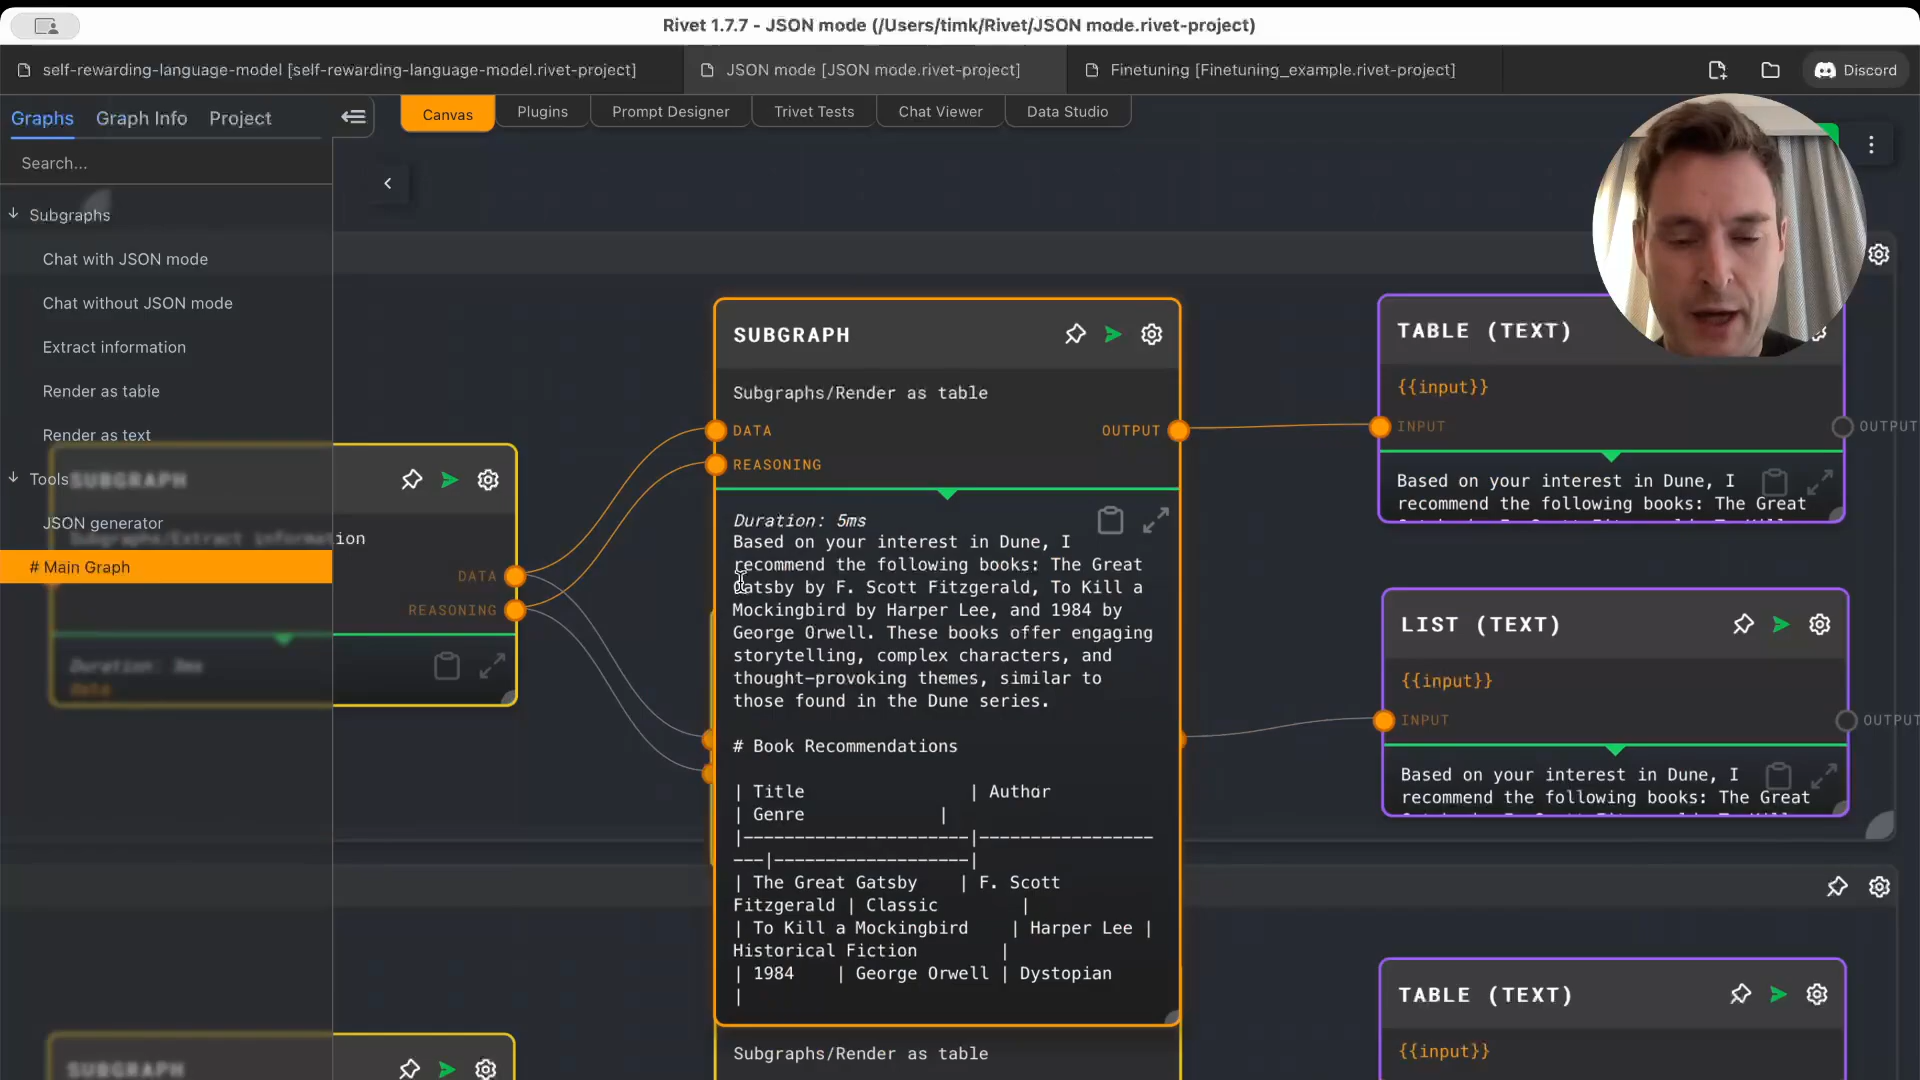 Rivet 1.7.7 - JSON mode (/Users/timk/Rivet/JSON mode.rivet-project)
self-rewarding-language-model [self-rewarding-language-model.rivet-project]
JSON mode [JSON mode.rivet-project]
Finetuning [Finetuning_example.rivet-project]
Discord
Graphs
Graph Info
Project
Canvas
Plugins
Prompt Designer
Trivet Tests
Chat Viewer
Data Studio
Search...
Subgraphs
Chat with JSON mode
Chat without JSON mode
Extract information
Render as table
Render as text
Tools
JSON generator
# Main Graph
SUBGRAPH
Subgraphs/Extract information
DATA
REASONING
Duration: 3ms
data
SUBGRAPH
SUBGRAPH
Subgraphs/Render as table
DATA
OUTPUT
REASONING
Duration: 5ms
Based on your interest in Dune, I
recommend the following books: The Great
Gatsby by F. Scott Fitzgerald, To Kill a
Mockingbird by Harper Lee, and 1984 by
George Orwell. These books offer engaging
storytelling, complex characters, and
thought-provoking themes, similar to
those found in the Dune series.
# Book Recommendations
| Title | Author
| Genre |
|----------------------|-----------------
---|-------------------|
| The Great Gatsby | F. Scott
Fitzgerald | Classic |
| To Kill a Mockingbird | Harper Lee |
Historical Fiction |
| 1984 | George Orwell | Dystopian
|
Subgraphs/Render as table
TABLE (TEXT)
{{input}}
INPUT
OUTPUT
Based on your interest in Dune, I
recommend the following books: The Great
LIST (TEXT)
{{input}}
INPUT
OUTPUT
Based on your interest in Dune, I
recommend the following books: The Great
TABLE (TEXT)
{{input}}